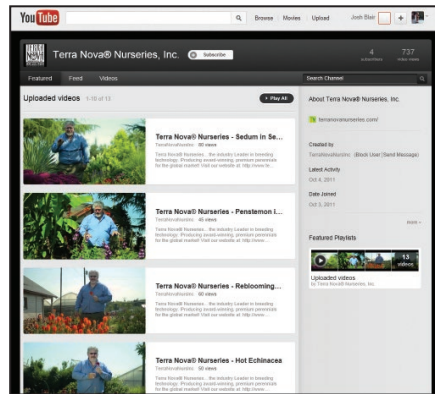 You Tube
Browse Movies Upload Josh Blair
Terra Nova® Nurseries, Inc. Subscribe
4 subscribers
737 video views
Featured Feed Videos
Search Channel
Uploaded videos 1-10 of 13
Play All
Terra Nova® Nurseries - Sedum in Se...
TerraNovaNurseries 50 views
Terra Nova® Nurseries... the industry Leader in breeding
technology. Producing award-winning, premium perennials
for the global market! Visit our website at: http://www.te...
Terra Nova® Nurseries - Penstemon i...
TerraNovaNurseries 45 views
Terra Nova® Nurseries... the industry Leader in breeding
technology. Producing award-winning, premium perennials
for the global market! Visit our website at: http://www...
Terra Nova® Nurseries - Reblooming...
TerraNovaNurseries 60 views
Terra Nova® Nurseries... the industry Leader in breeding
technology. Producing award-winning, premium perennials
for the global market! Visit our website at: http://www...
Terra Nova® Nurseries - Hot Echinacea
TerraNovaNurseries 60 views
Terra Nova® Nurseries... the industry Leader in breeding
technology. Producing award-winning, premium perennials
for the global market! Visit our website at: http://www...
About Terra Nova® Nurseries, Inc.
terranovanurseries.com/
Created by
(Block User | Send Message)
Latest Activity
Oct 4, 2011
Date Joined
Oct 3, 2011
more
Featured Playlists
13 videos
Uploaded videos
by Terra Nova® Nurseries, Inc.